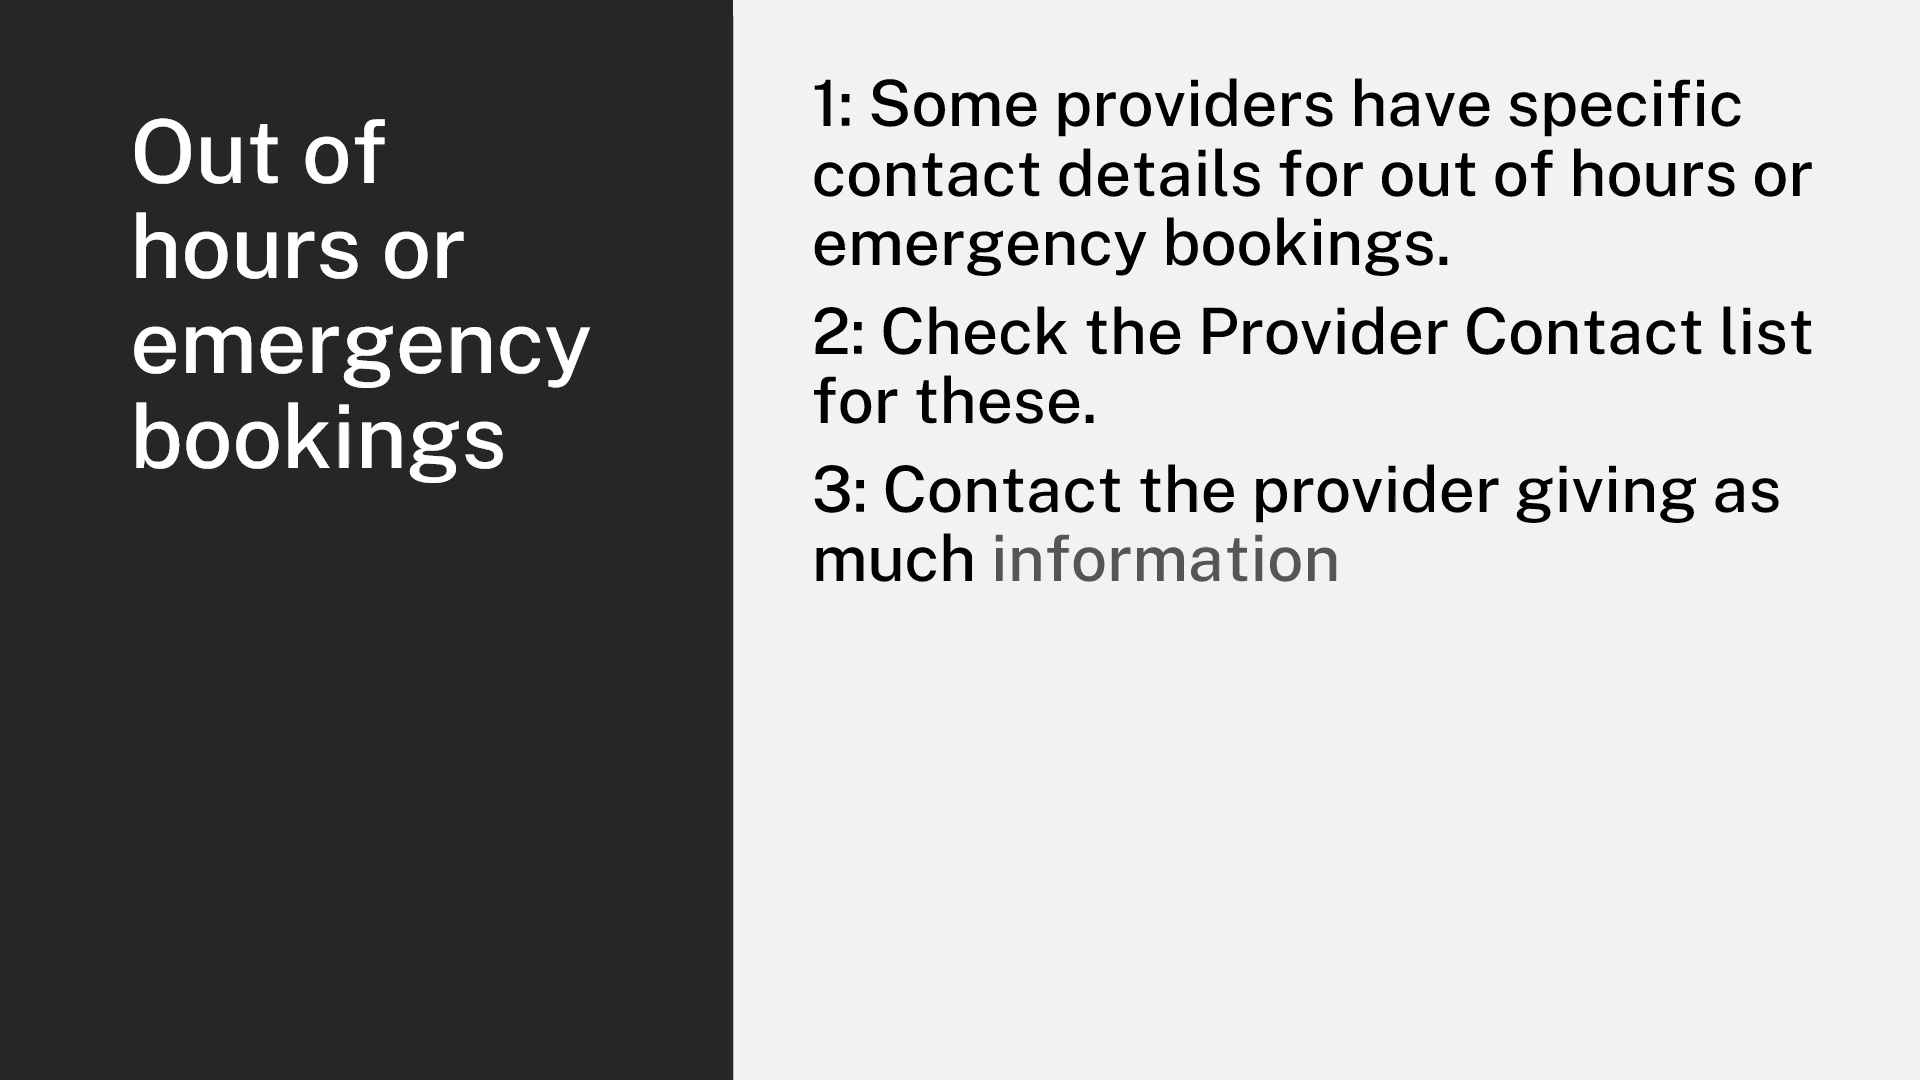 Out of
hours or
emergency
bookings
1: Some providers have specific
contact details for out of hours or
emergency bookings.
2: Check the Provider Contact list
for these.
3: Contact the provider giving as
much information